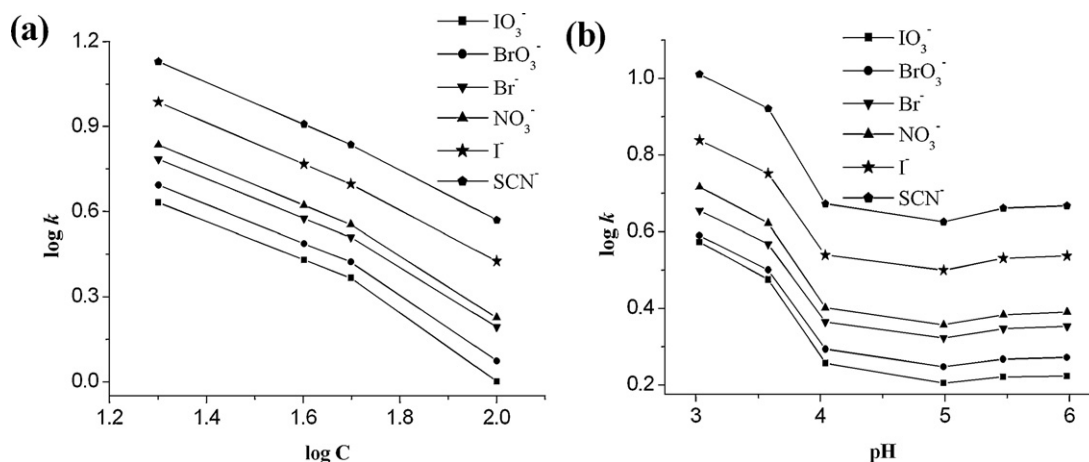 (a)
log k
1.2
0.9
0.6
0.3
0.0
1.2 1.4 1.6 1.8 2.0
log C
IO₃⁻
BrO₃⁻
Br⁻
NO₃⁻
I⁻
SCN⁻
(b)
log k
1.0
0.8
0.6
0.4
0.2
3 4 5 6
pH
IO₃⁻
BrO₃⁻
Br⁻
NO₃⁻
I⁻
SCN⁻